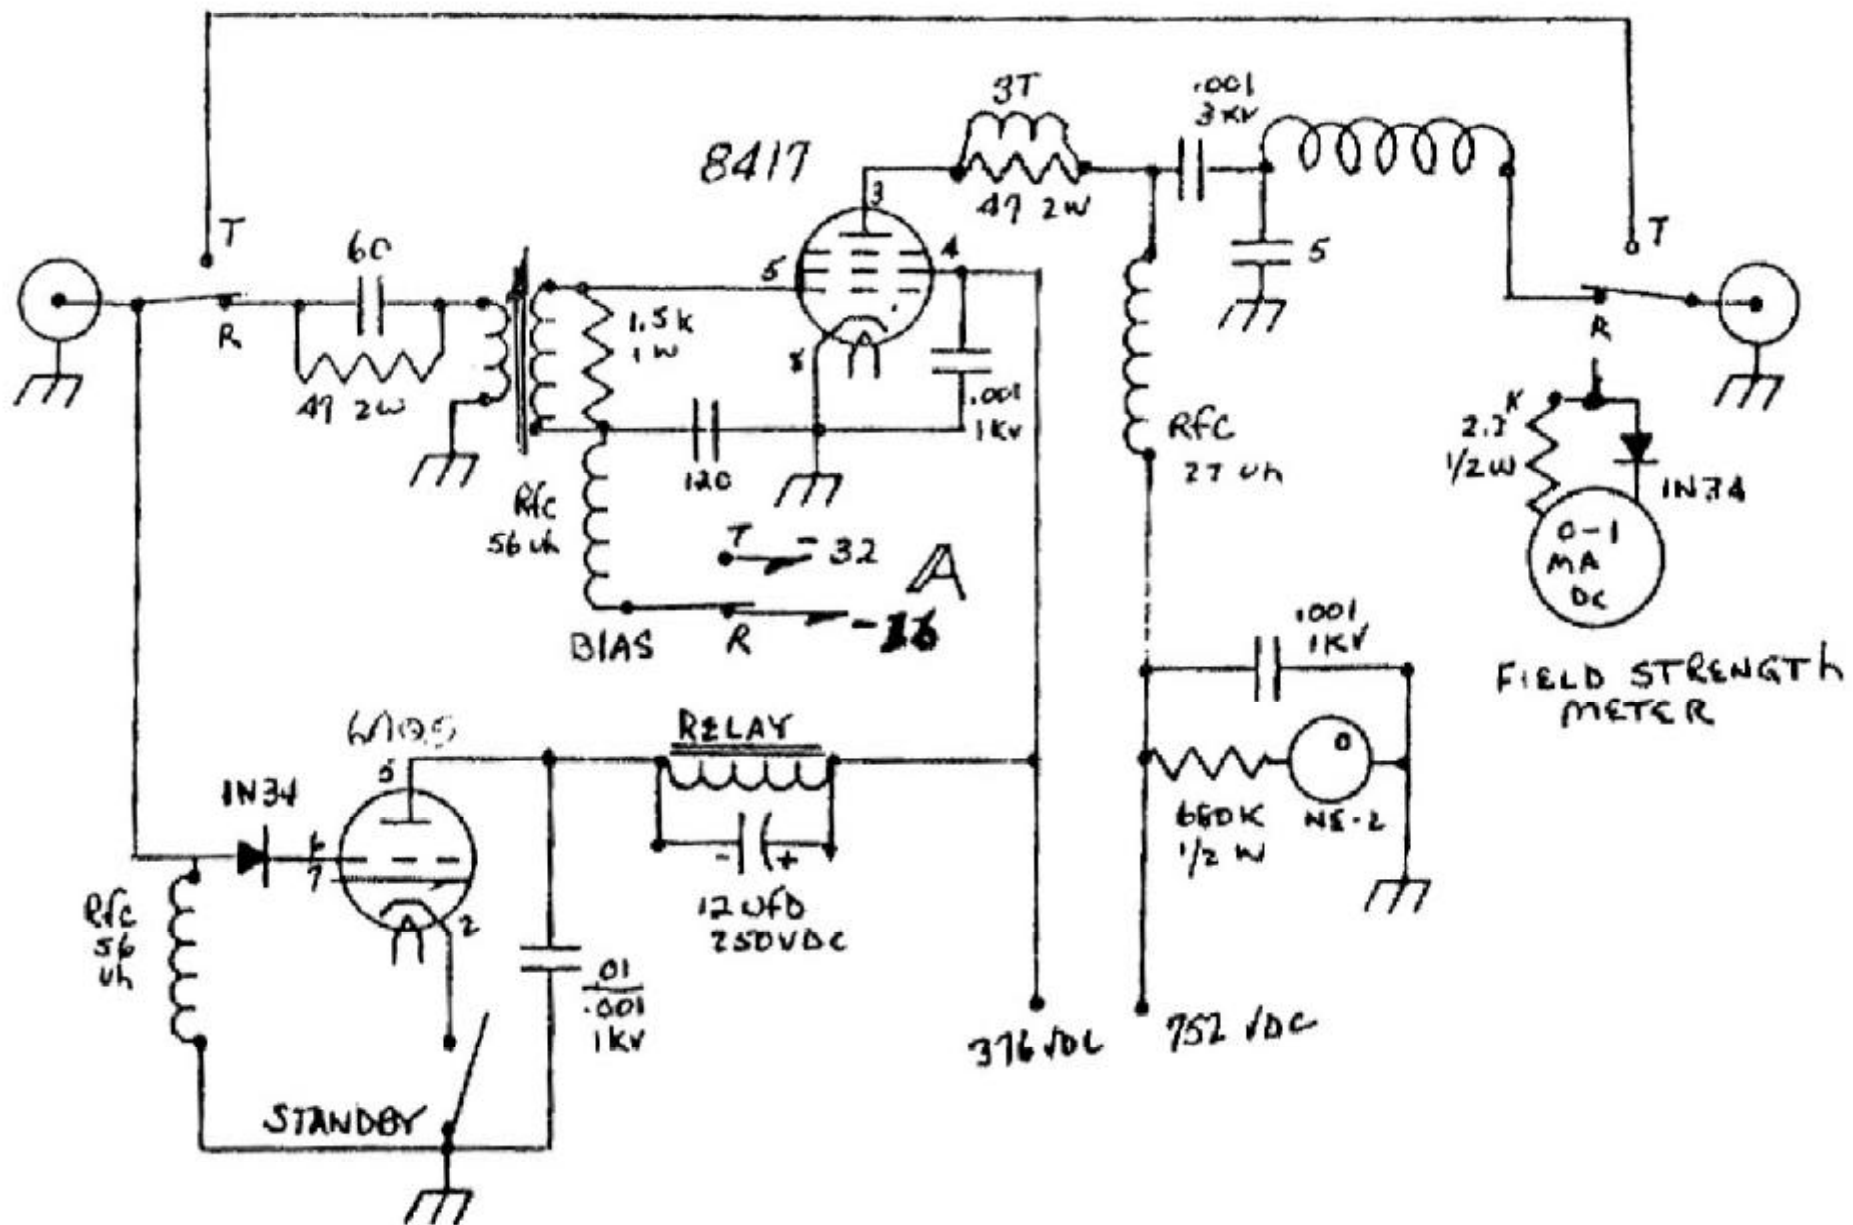 3T
.001
3KV
8417
3
47 2W
T
60
4
5
5
T
R
1.5K
1W
8
R
47 2W
.001
1KV
Rfc
27 uh
K
1/2W
1N34
120
Rfc
56 uh
T
- 32
A
0-1
MA
DC
BIAS
R
.001
1KV
FIELD STRENGTH
METER
RELAY
5
1N34
680K
1/2 W
NE-2
6
7
- +
12 UFD
250VDC
2
Rfc
56
uh
.01
.001
1KV
376 VDC
752 VDC
STANDBY